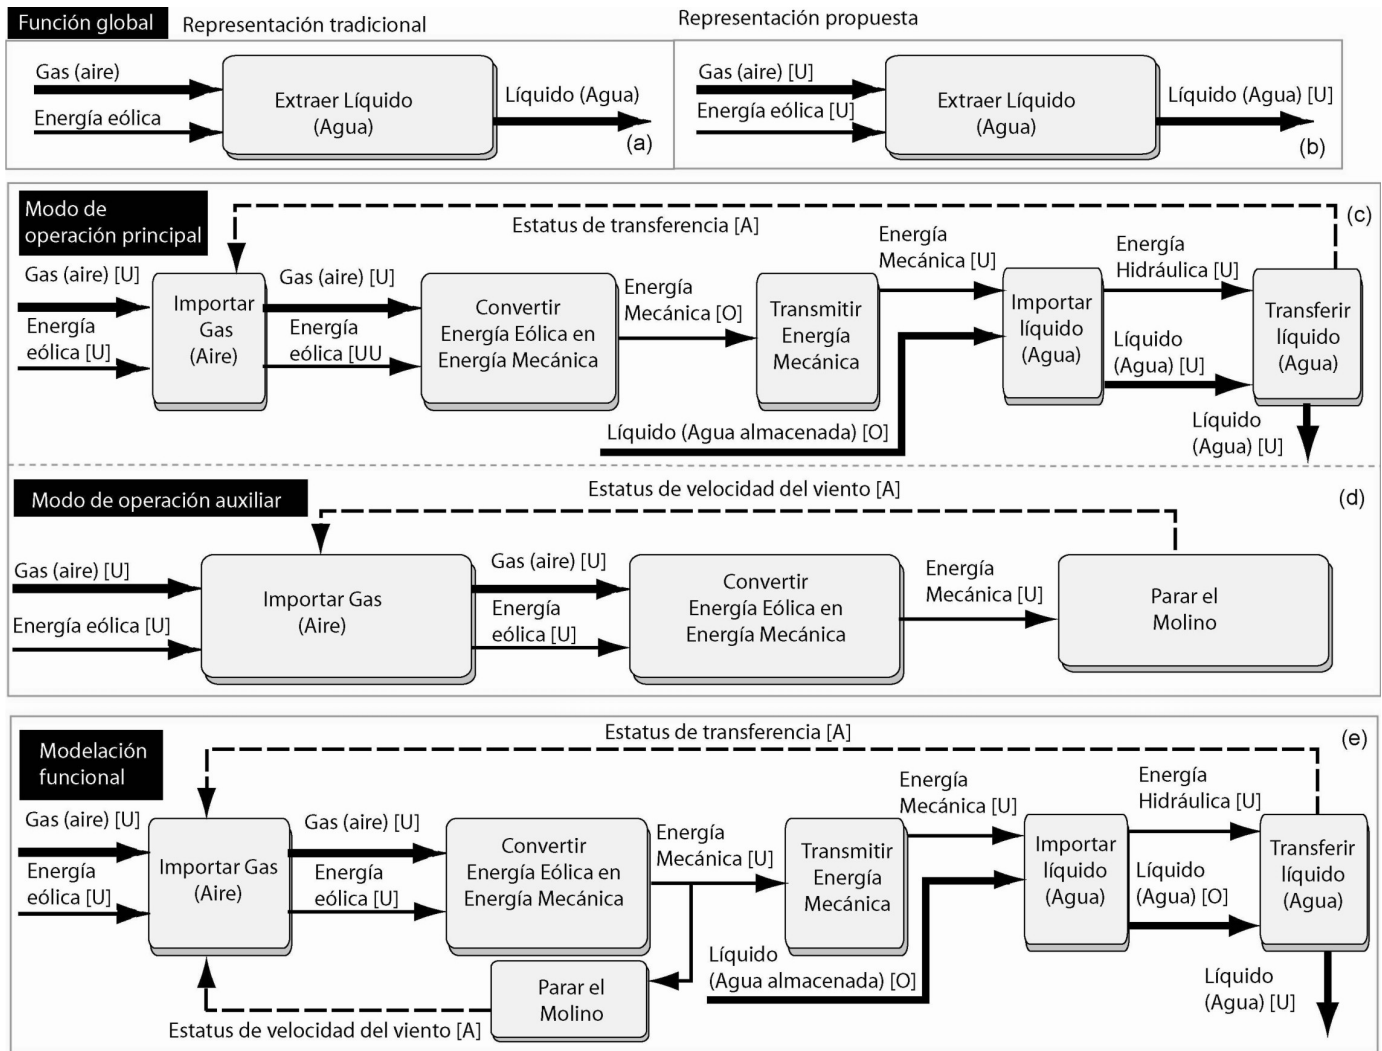 Función global
Representación tradicional
Representación propuesta
Gas (aire)
Energía eólica
Extraer Líquido
(Agua)
Líquido (Agua)
(a)
Gas (aire) [U]
Energía eólica [U]
Extraer Líquido
(Agua)
Líquido (Agua) [U]
(b)
Modo de
operación principal
Estatus de transferencia [A]
(c)
Gas (aire) [U]
Energía
eólica [U]
Importar
Gas
(Aire)
Gas (aire) [U]
Energía
eólica [UU
Convertir
Energía Eólica en
Energía Mecánica
Energía
Mecánica [O]
Transmitir
Energía
Mecánica
Energía
Mecánica [U]
Líquido (Agua almacenada) [O]
Importar
líquido
(Agua)
Energía
Hidráulica [U]
Líquido
(Agua) [U]
Transferir
líquido
(Agua)
Líquido
(Agua) [U]
Modo de operación auxiliar
Estatus de velocidad del viento [A]
(d)
Gas (aire) [U]
Energía eólica [U]
Importar Gas
(Aire)
Gas (aire) [U]
Energía
eólica [U]
Convertir
Energía Eólica en
Energía Mecánica
Energía
Mecánica [U]
Parar el
Molino
Modelación
funcional
Estatus de transferencia [A]
(e)
Gas (aire) [U]
Energía
eólica [U]
Importar Gas
(Aire)
Gas (aire) [U]
Energía
eólica [U]
Convertir
Energía Eólica en
Energía Mecánica
Energía
Mecánica [U]
Transmitir
Energía
Mecánica
Energía
Mecánica [U]
Líquido
(Agua almacenada) [O]
Importar
líquido
(Agua)
Energía
Hidráulica [U]
Líquido
(Agua) [O]
Transferir
líquido
(Agua)
Líquido
(Agua) [U]
Parar el
Molino
Estatus de velocidad del viento [A]